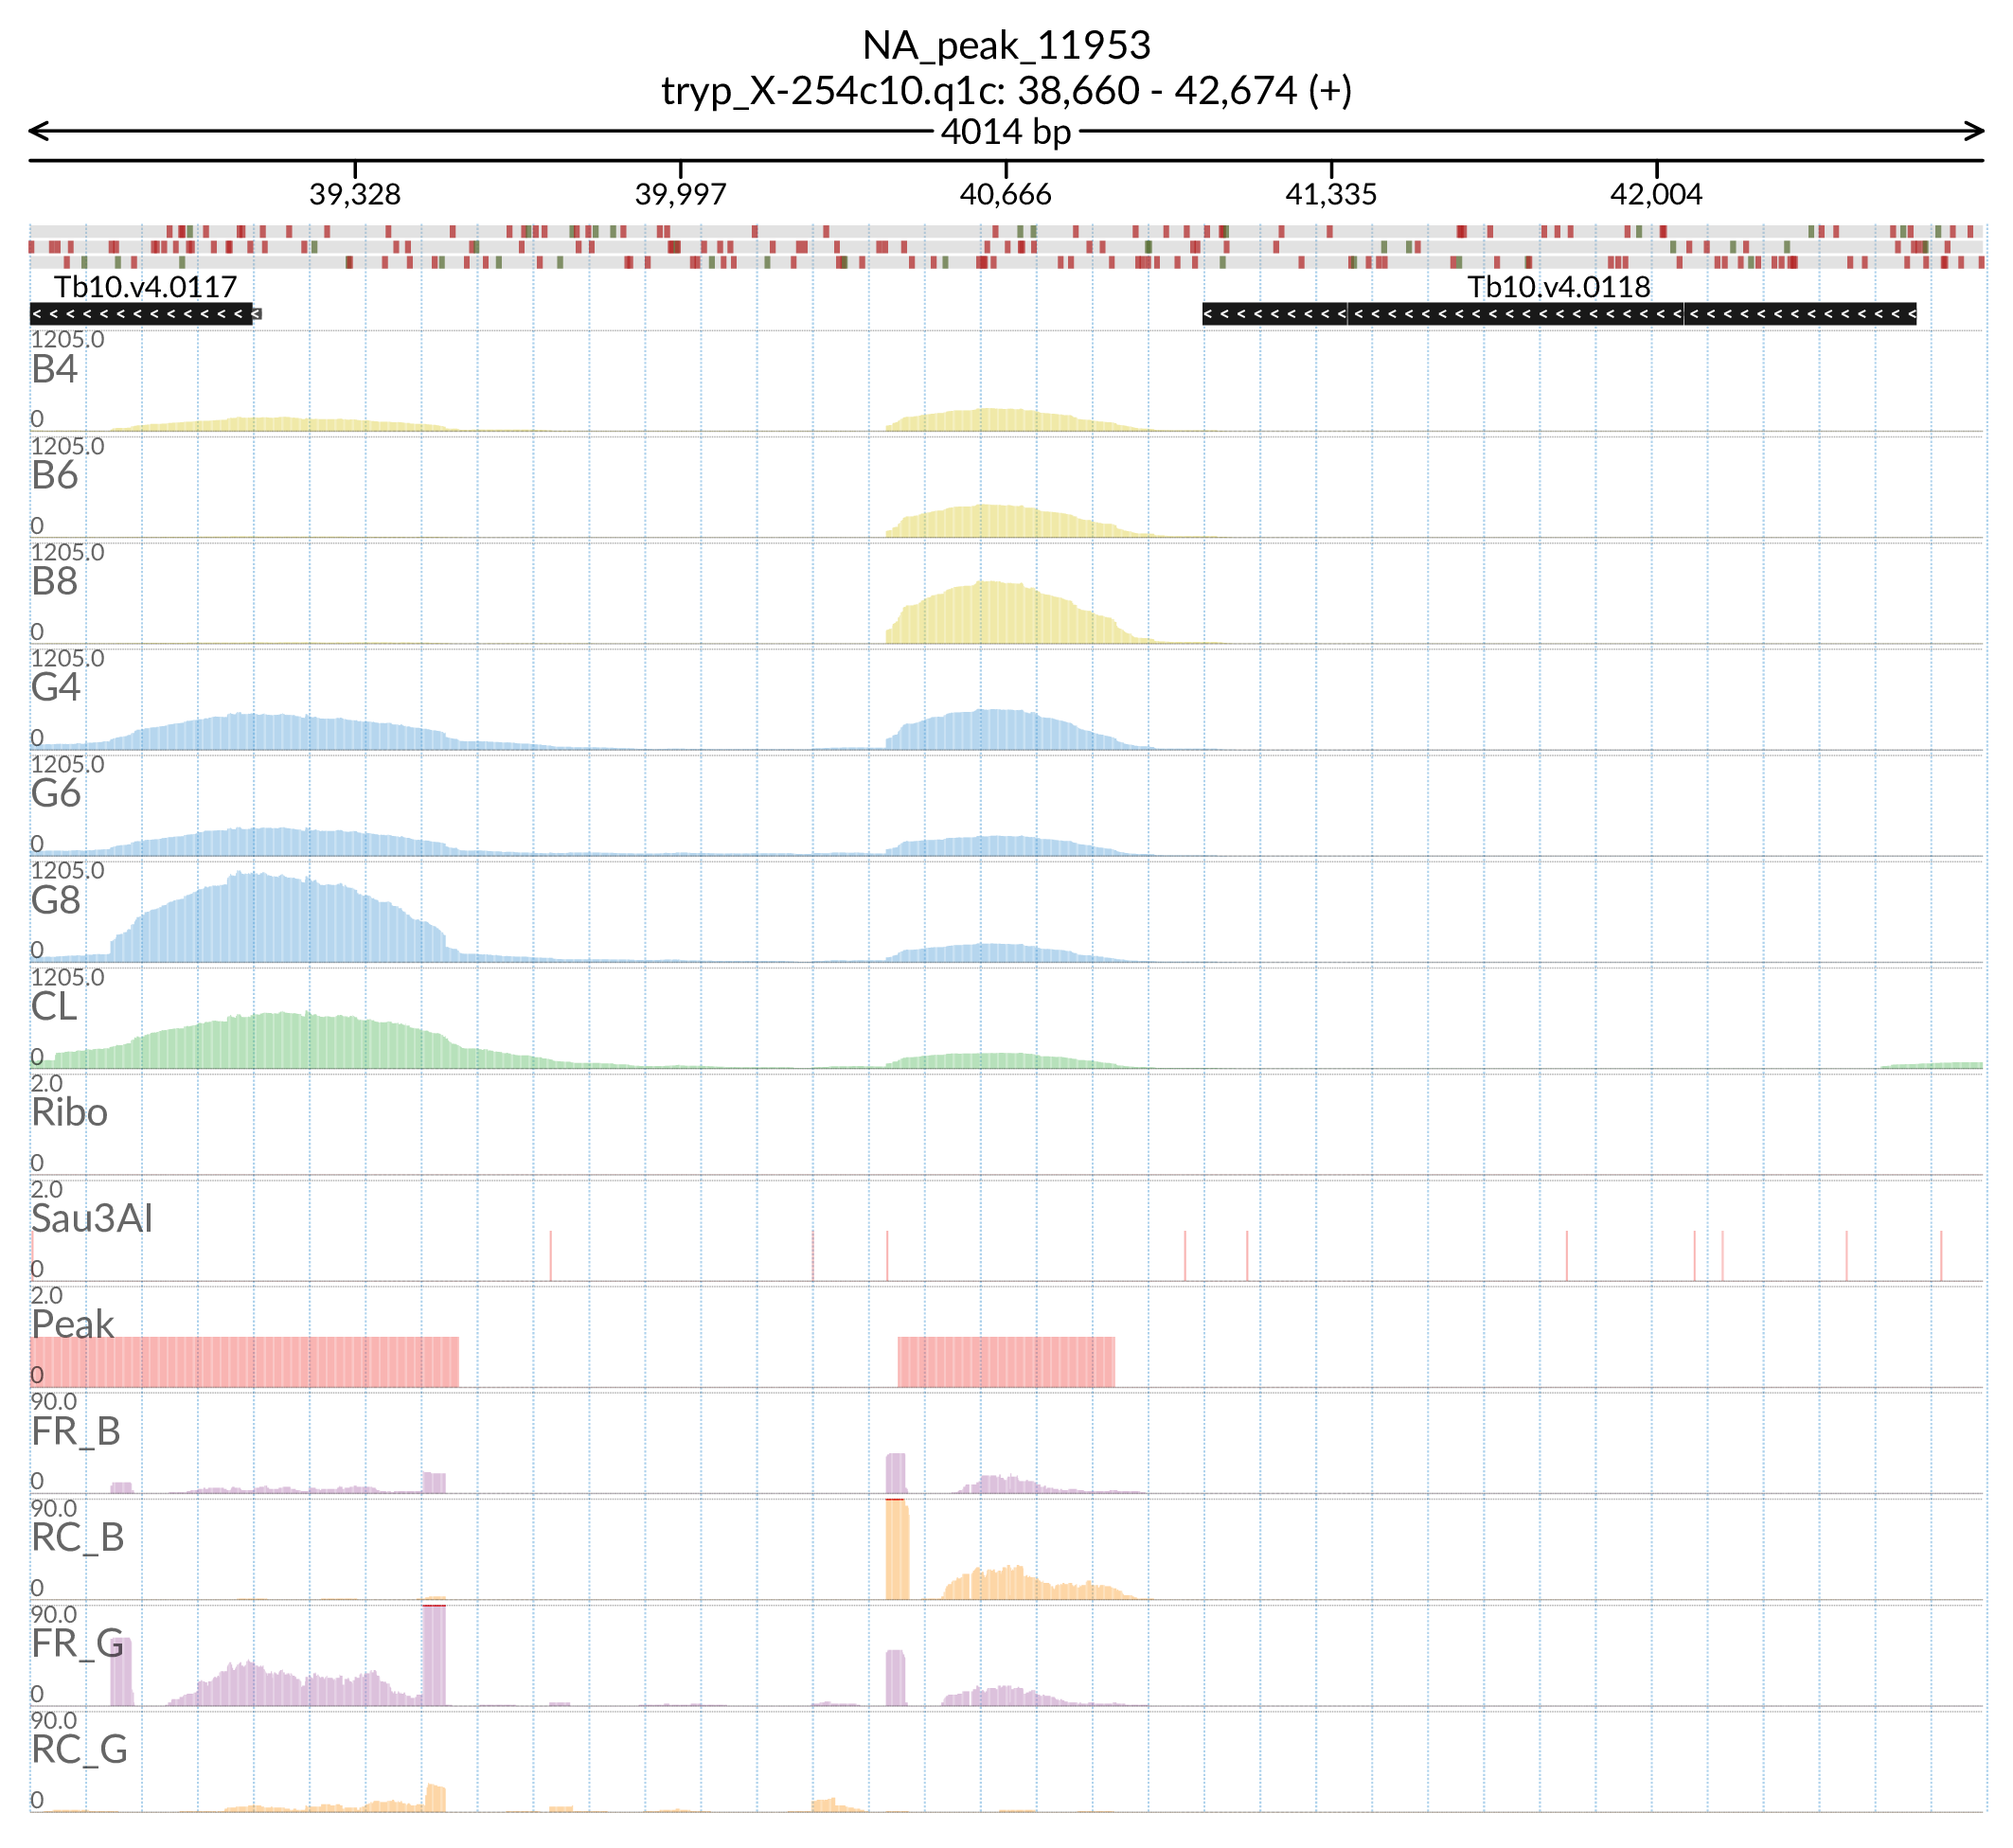 NA_peak_11953
tryp_X-254c10.q1c: 38,660 - 42,674 (+)
4014 bp
39,328 39,997 40,666 41,335 42,004
Tb10.v4.0117 Tb10.v4.0118
1205.0
B4
0
1205.0
B6
0
1205.0
B8
0
1205.0
G4
0
1205.0
G6
0
1205.0
G8
0
1205.0
CL
0
2.0
Ribo
0
2.0
Sau3AI
0
2.0
Peak
0
90.0
FR_B
0
90.0
RC_B
0
90.0
FR_G
0
90.0
RC_G
0